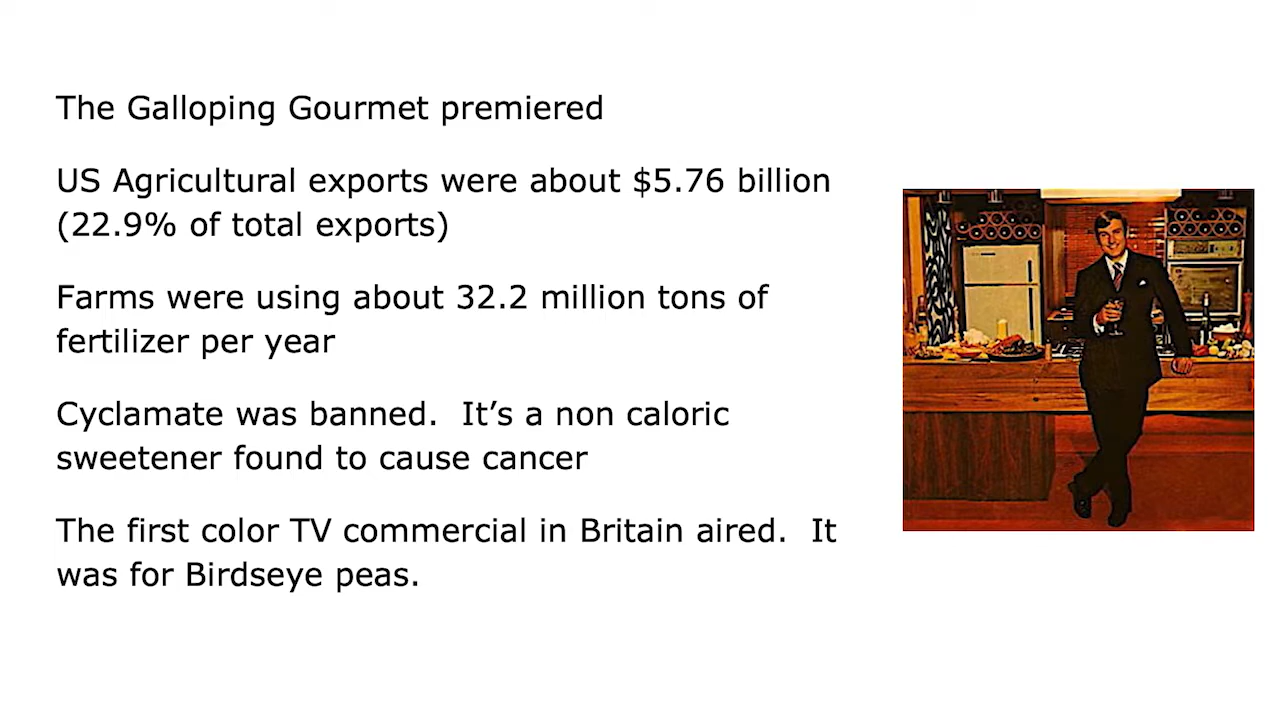 The Galloping Gourmet premiered
US Agricultural exports were about $5.76 billion
(22.9% of total exports)
Farms were using about 32.2 million tons of
fertilizer per year
Cyclamate was banned.  It’s a non caloric
sweetener found to cause cancer
The first color TV commercial in Britain aired.  It
was for Birdseye peas.